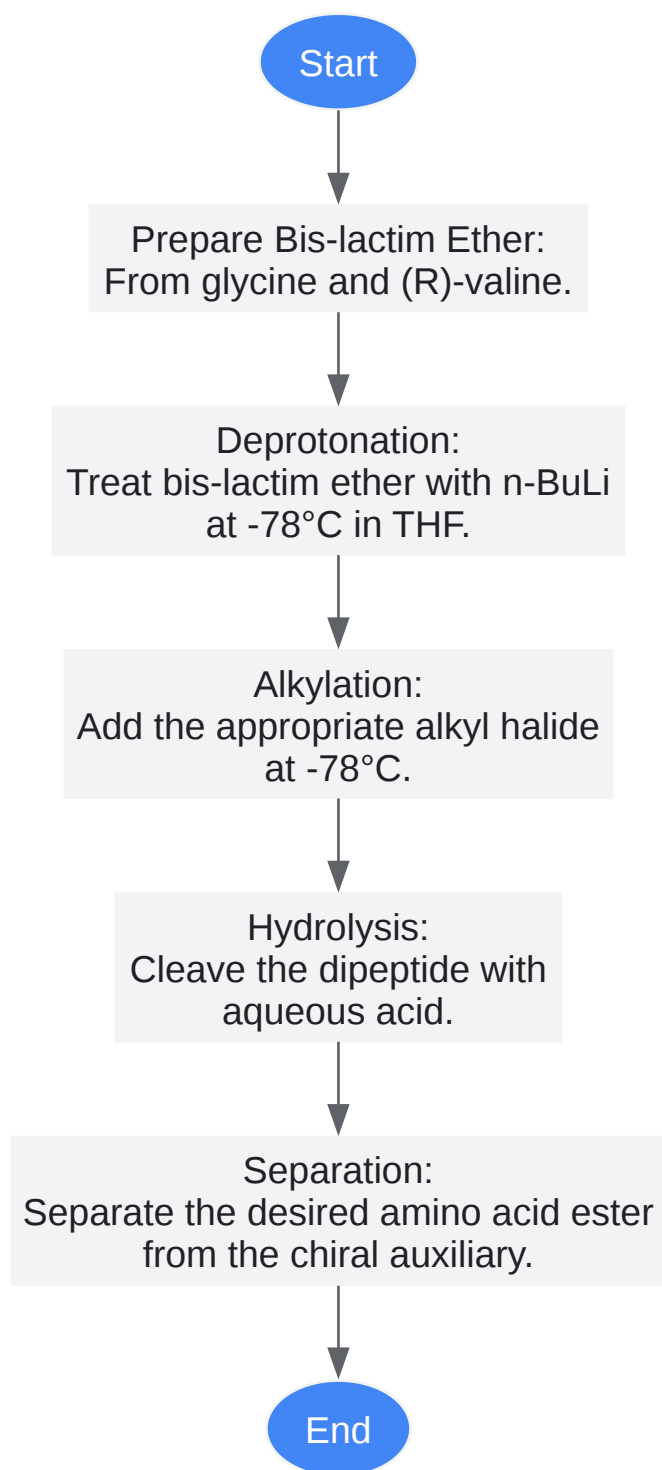 Start
Prepare Bis-lactim Ether:
From glycine and (R)-valine.
Deprotonation:
Treat bis-lactim ether with n-BuLi
at -78°C in THF.
Alkylation:
Add the appropriate alkyl halide
at -78°C.
Hydrolysis:
Cleave the dipeptide with
aqueous acid.
Separation:
Separate the desired amino acid ester
from the chiral auxiliary.
End